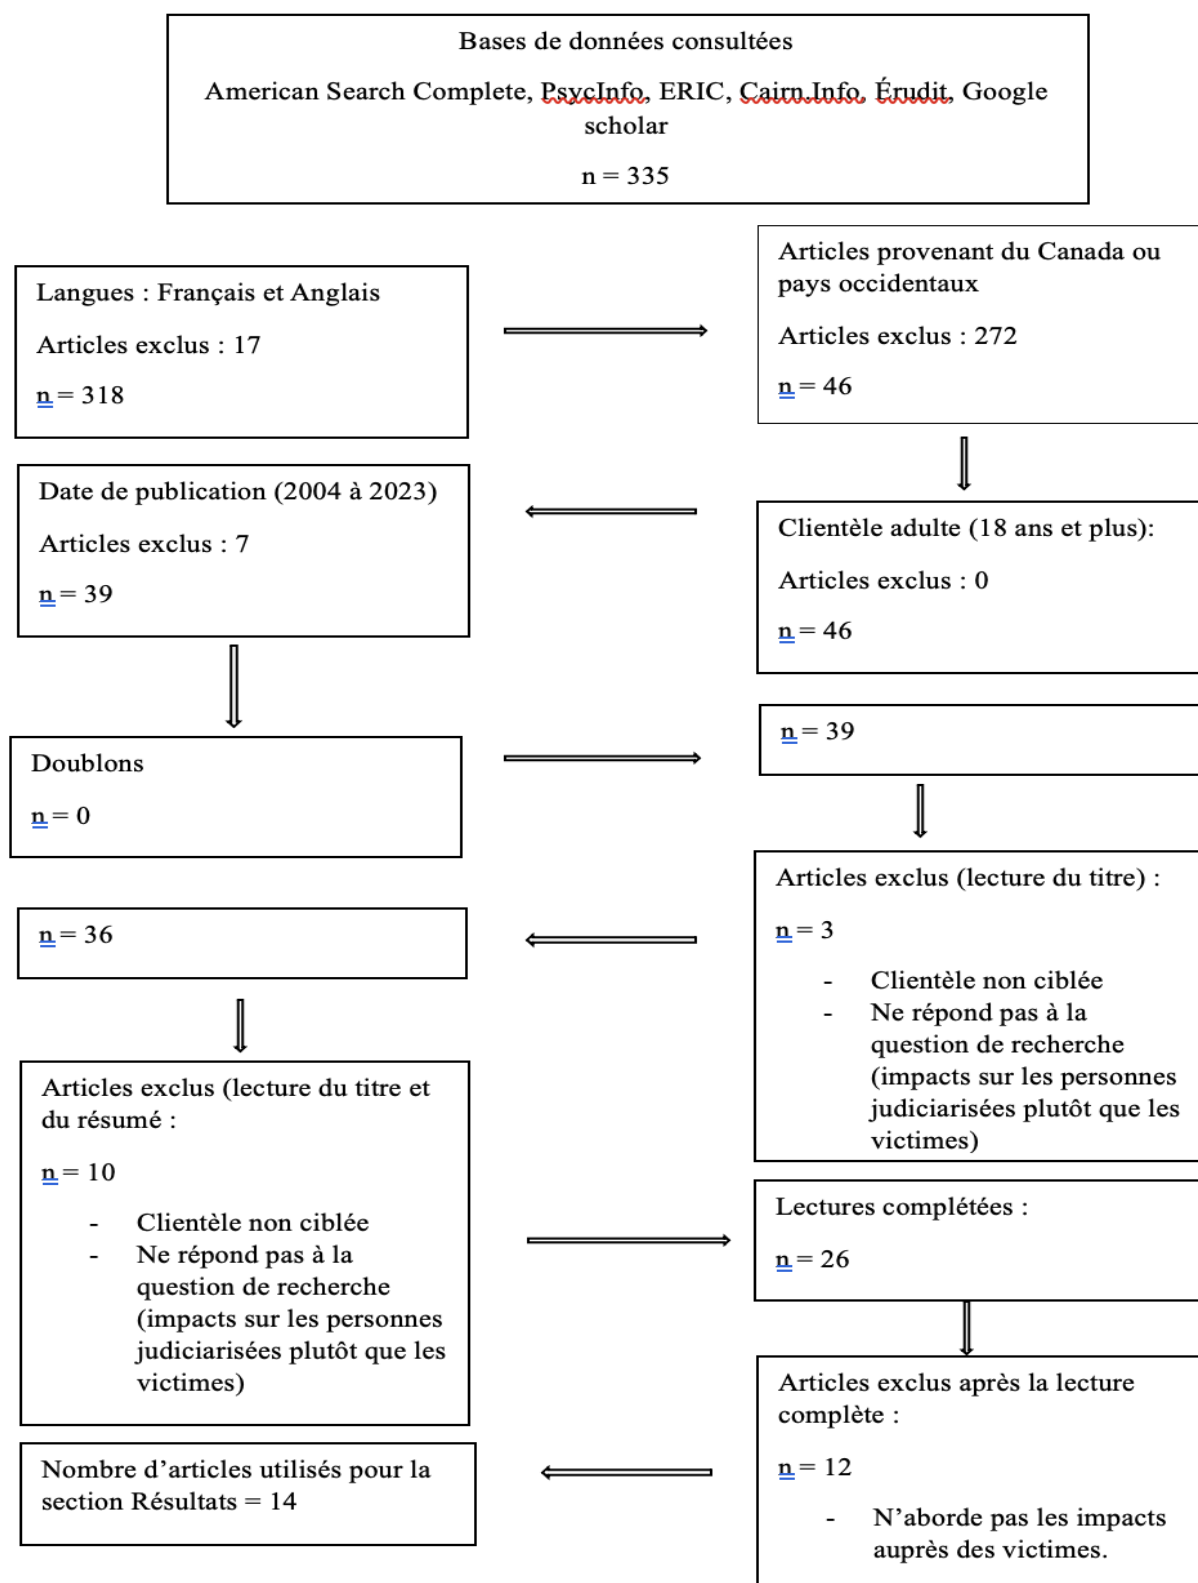 Bases de données consultées
American Search Complete, PsycInfo, ERIC, Cairn.Info, Érudit, Google
scholar
n = 335
Langues : Français et Anglais
Articles exclus : 17
n = 318
Articles provenant du Canada ou
pays occidentaux
Articles exclus : 272
n = 46
Clientèle adulte (18 ans et plus):
Articles exclus : 0
n = 46
Date de publication (2004 à 2023)
Articles exclus : 7
n = 39
Doublons
n = 0
n = 39
Articles exclus (lecture du titre) :
n = 3
- Clientèle non ciblée
- Ne répond pas à la
question de recherche
(impacts sur les personnes
judiciarisées plutôt que les
victimes)
n = 36
Articles exclus (lecture du titre et
du résumé :
n = 10
- Clientèle non ciblée
- Ne répond pas à la
question de recherche
(impacts sur les personnes
judiciarisées plutôt que les
victimes)
Lectures complétées :
n = 26
Articles exclus après la lecture
complète :
n = 12
- N’aborde pas les impacts
auprès des victimes.
Nombre d’articles utilisés pour la
section Résultats = 14